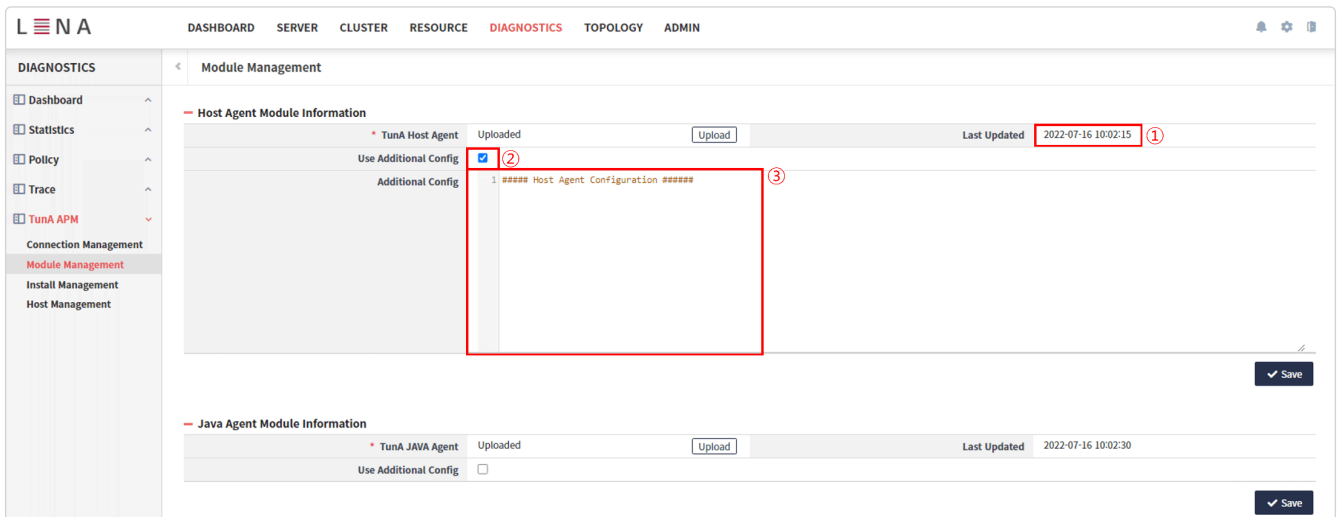 LENA
DASHBOARD SERVER CLUSTER RESOURCE DIAGNOSTICS TOPOLOGY ADMIN
DIAGNOSTICS
Dashboard
Statistics
Policy
Trace
TunA APM
Connection Management
Module Management
Install Management
Host Management
< Module Management
Host Agent Module Information
* TunA Host Agent Uploaded Upload Last Updated 2022-07-16 10:02:15 ①
Use Additional Config ②
Additional Config 1 ##### Host Agent Configuration ###### ③
Save
Java Agent Module Information
* TunA JAVA Agent Uploaded Upload Last Updated 2022-07-16 10:02:30
Use Additional Config
Save